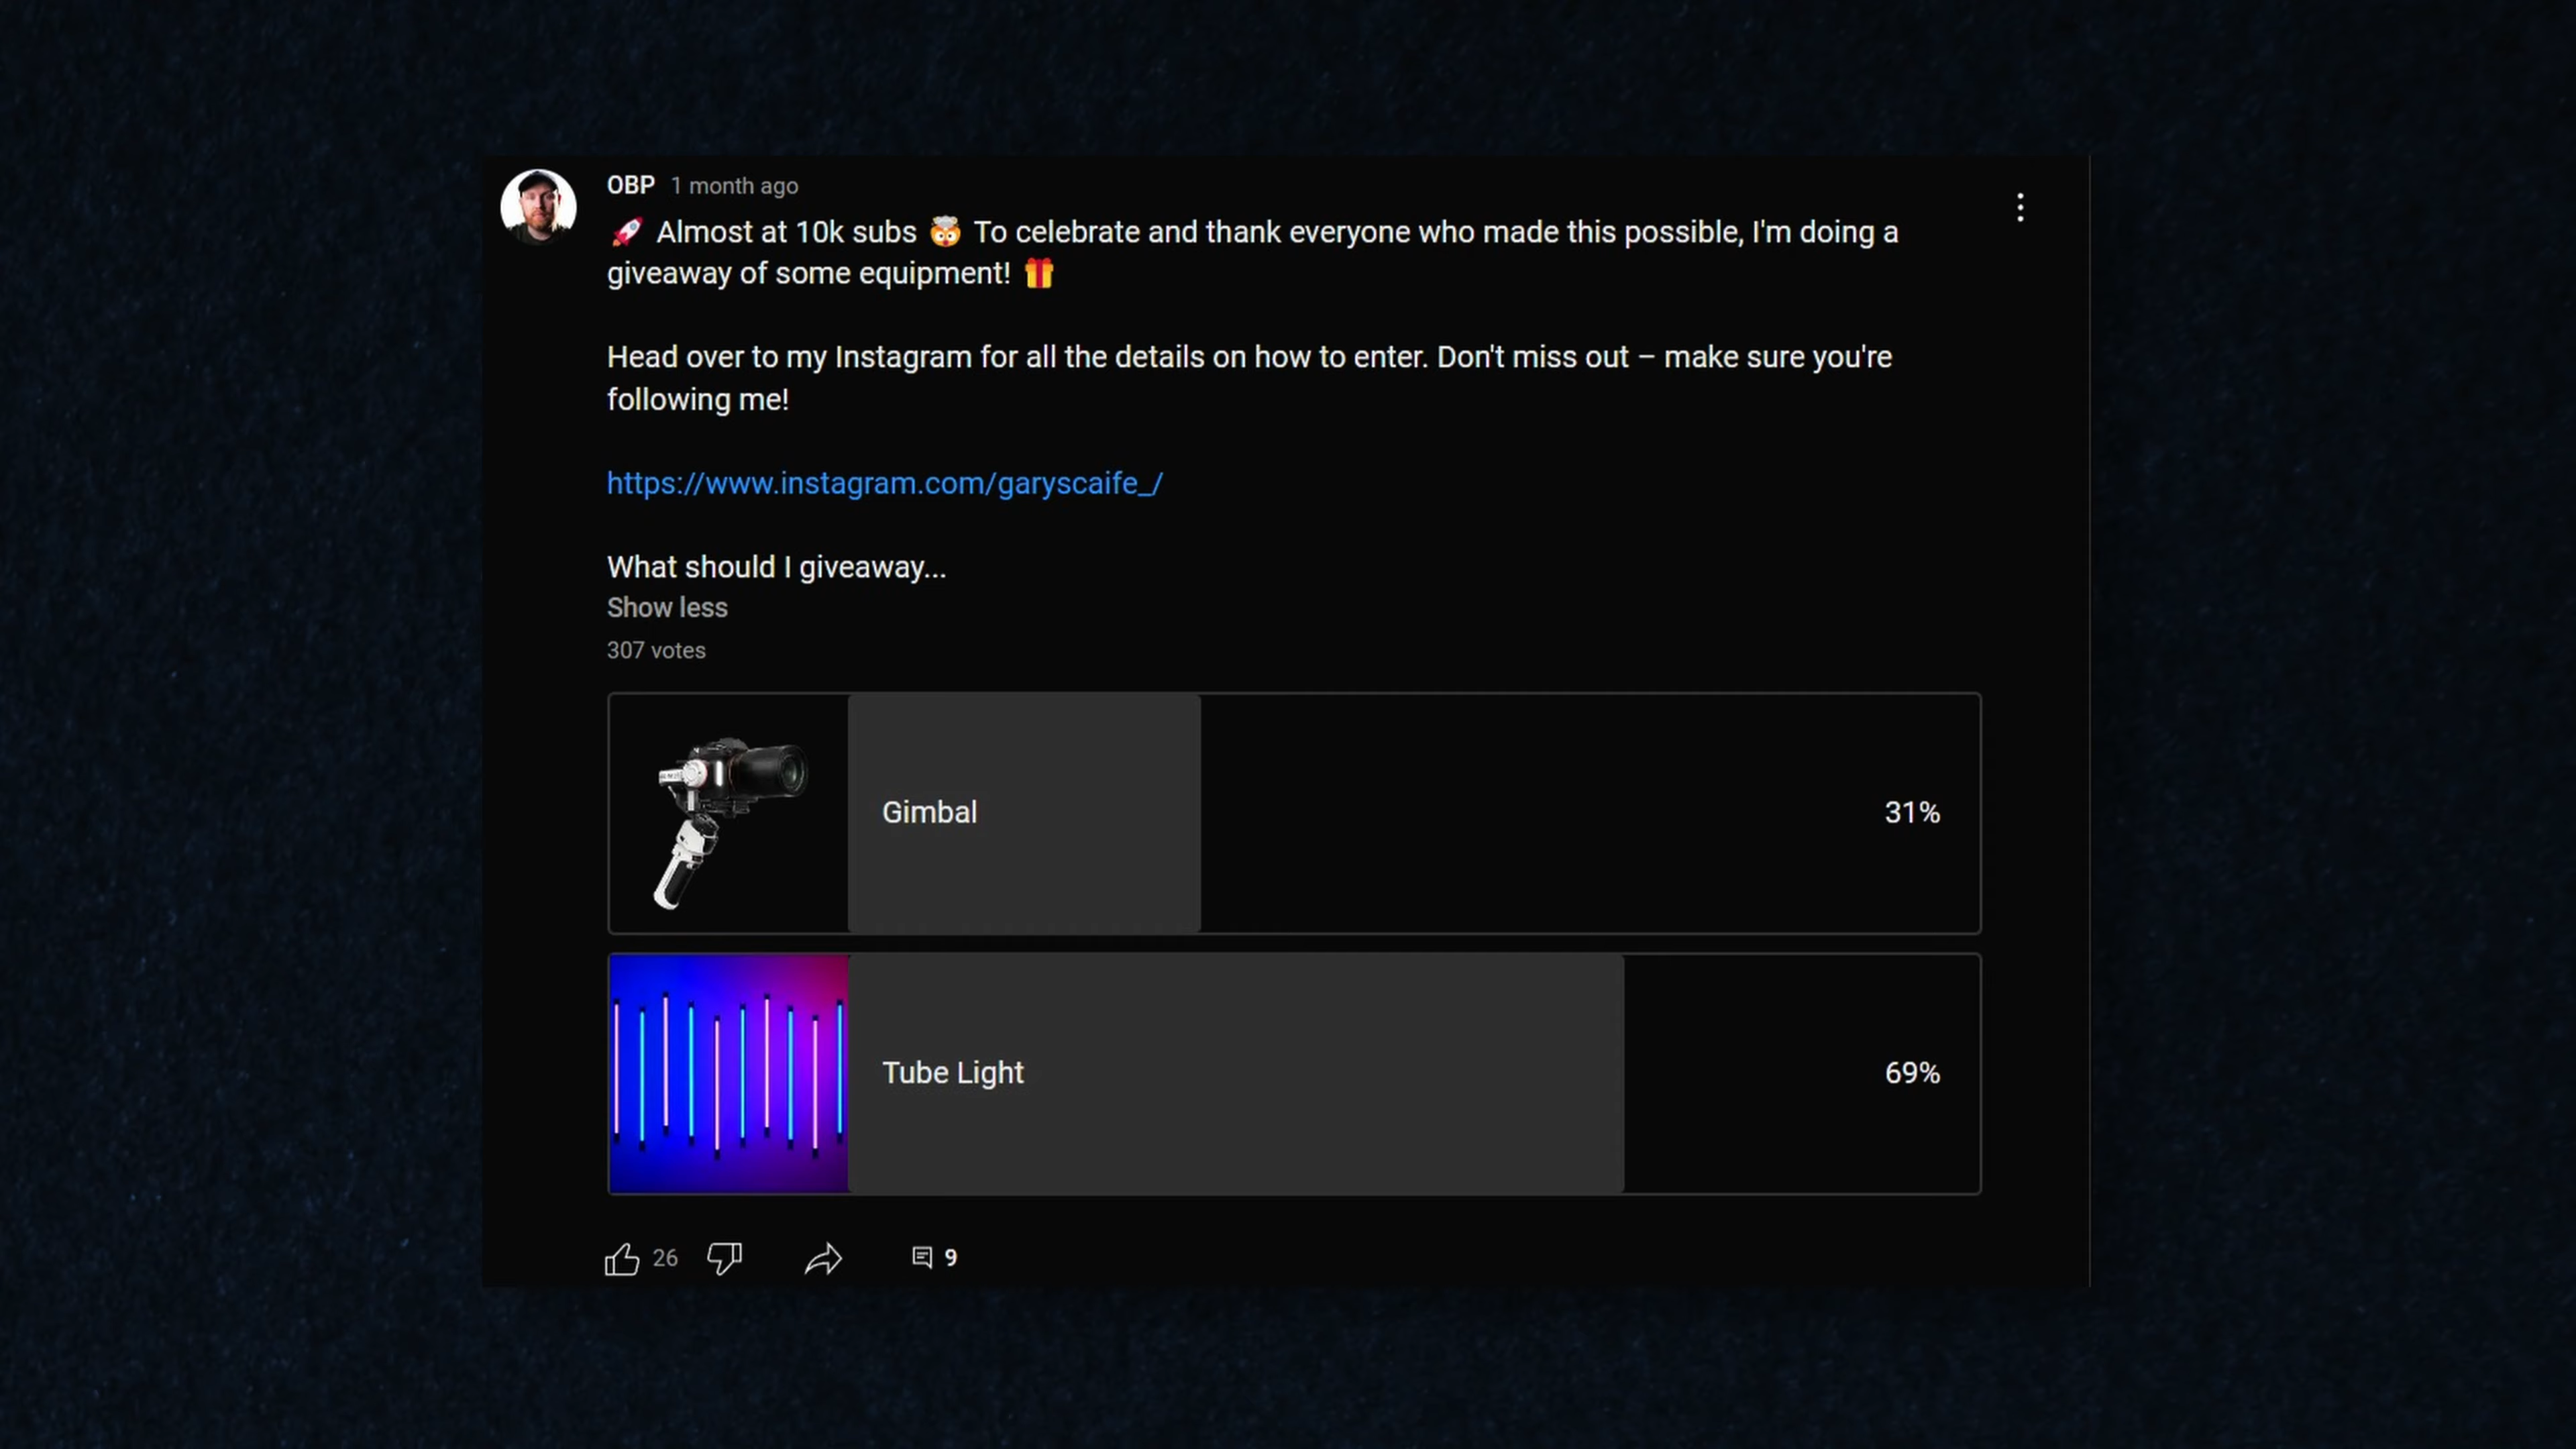 OBP 1 month ago
🚀 Almost at 10k subs 🤯 To celebrate and thank everyone who made this possible, I'm doing a
giveaway of some equipment! 🎁
Head over to my Instagram for all the details on how to enter. Don't miss out – make sure you're
following me!
https://www.instagram.com/garyscaife_/
What should I giveaway...
Show less
307 votes
Gimbal 31%
Tube Light 69%
26 9